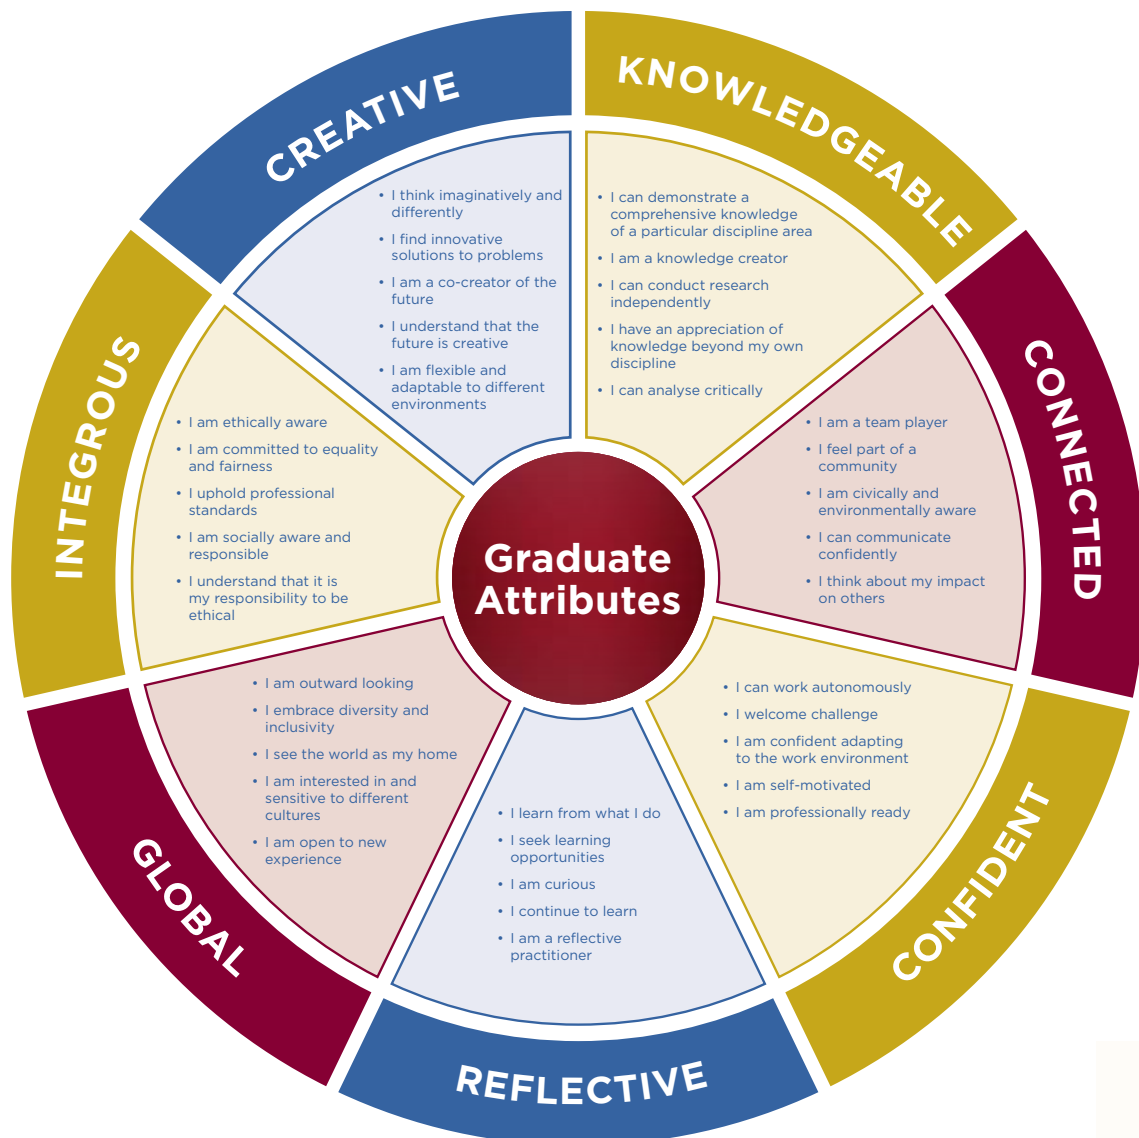 Graduate
Attributes
KNOWLEDGEABLE
• I can demonstrate a
comprehensive knowledge
of a particular discipline area
• I am a knowledge creator
• I can conduct research
independently
• I have an appreciation of
knowledge beyond my own
discipline
• I can analyse critically
CONNECTED
• I am a team player
• I feel part of a
community
• I am civically and
environmentally aware
• I can communicate
confidently
• I think about my impact
on others
CONFIDENT
• I can work autonomously
• I welcome challenge
• I am confident adapting
to the work environment
• I am self-motivated
• I am professionally ready
REFLECTIVE
• I learn from what I do
• I seek learning
opportunities
• I am curious
• I continue to learn
• I am a reflective
practitioner
GLOBAL
• I am outward looking
• I embrace diversity and
inclusivity
• I see the world as my home
• I am interested in and
sensitive to different
cultures
• I am open to new
experience
INTEGROUS
• I am ethically aware
• I am committed to equality
and fairness
• I uphold professional
standards
• I am socially aware and
responsible
• I understand that it is
my responsibility to be
ethical
CREATIVE
• I think imaginatively and
differently
• I find innovative
solutions to problems
• I am a co-creator of the
future
• I understand that the
future is creative
• I am flexible and
adaptable to different
environments